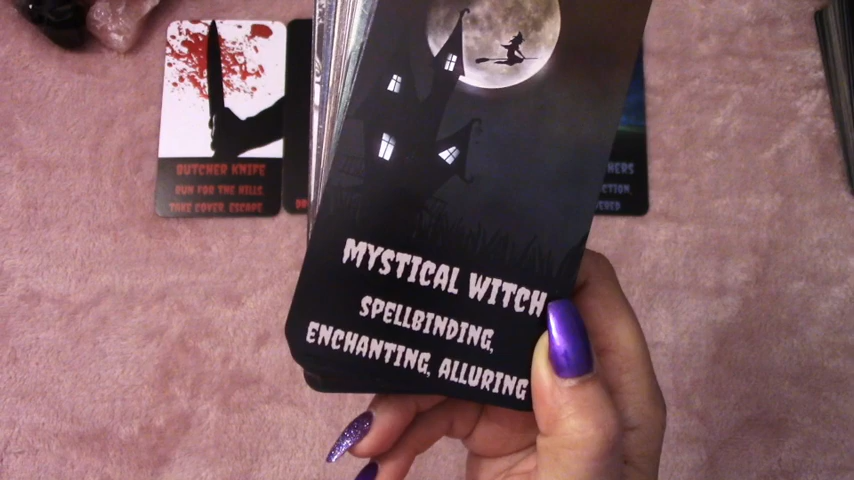 BUTCHER KNIFE
RUN FOR THE HILLS
TAKE COVER, ESCAPE
MYSTICAL WITCH
SPELLBINDING,
ENCHANTING, ALLURING